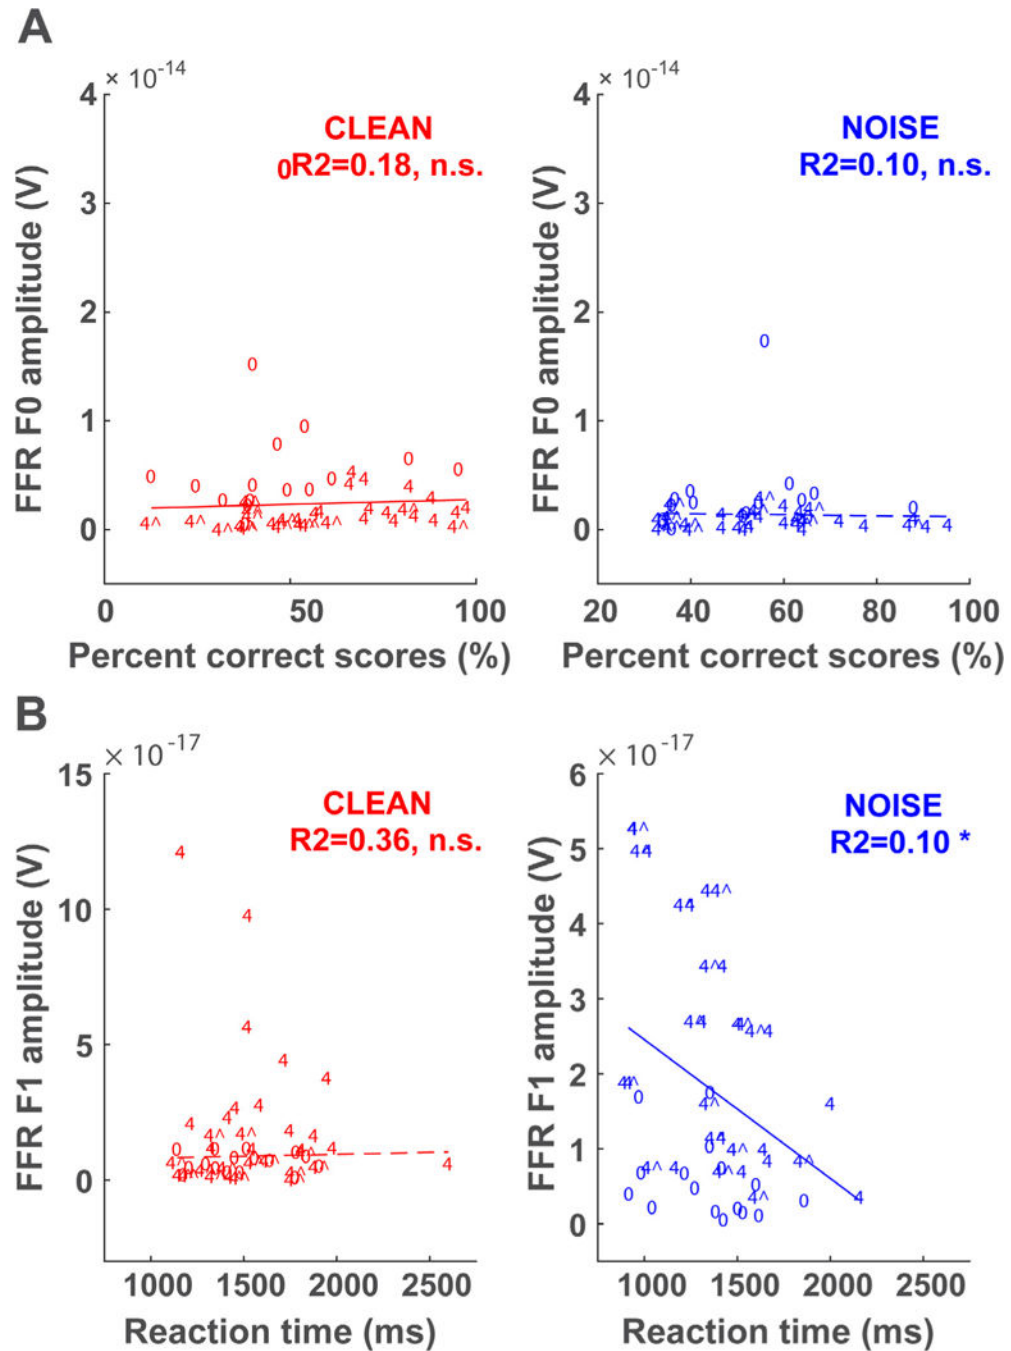 A
× 10-14
4
3
2
1
0
FFR F0 amplitude (V)
CLEAN
R2=0.18, n.s.
0 50 100
Percent correct scores (%)
× 10-14
4
3
2
1
0
FFR F0 amplitude (V)
NOISE
R2=0.10, n.s.
20 40 60 80 100
Percent correct scores (%)
B
× 10-17
15
10
5
0
FFR F1 amplitude (V)
CLEAN
R2=0.36, n.s.
1000 1500 2000 2500
Reaction time (ms)
× 10-17
6
5
4
3
2
1
0
FFR F1 amplitude (V)
NOISE
R2=0.10 *
1000 1500 2000 2500
Reaction time (ms)